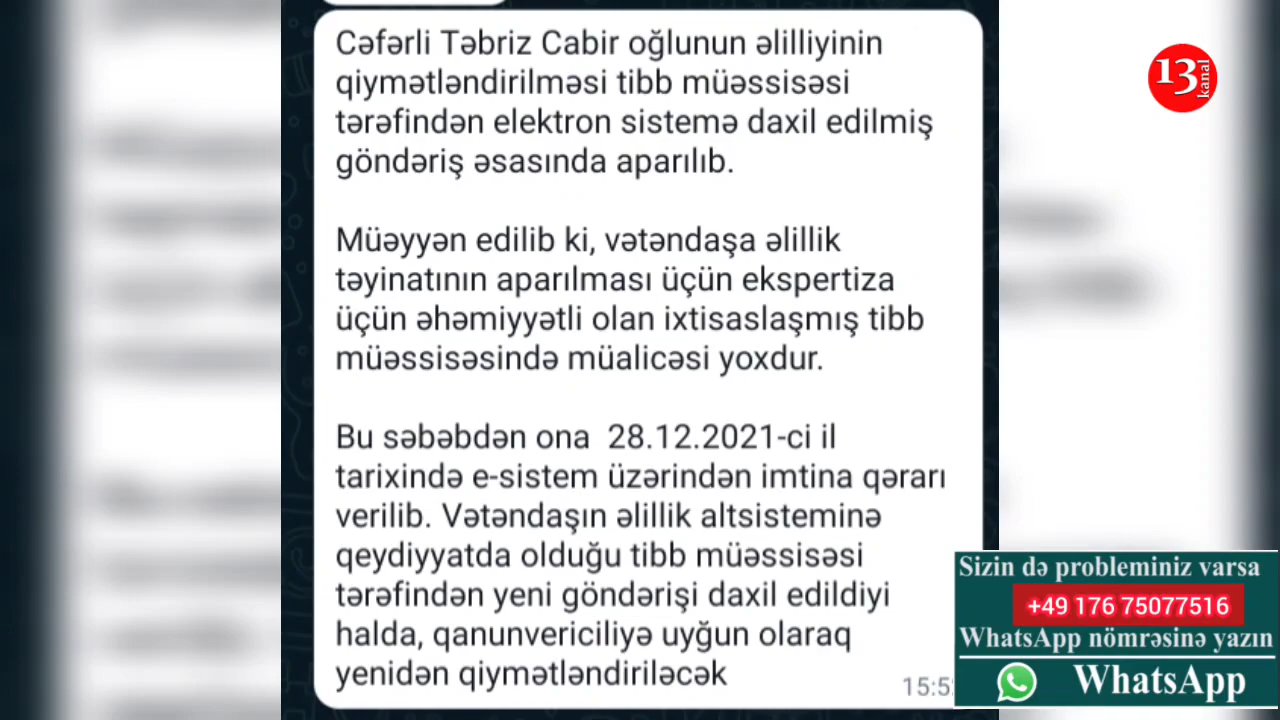 Cəfərli Təbriz Cabir oğlunun əlilliyinin
qiymətləndirilməsi tibb müəssisəsi
tərəfindən elektron sistemə daxil edilmiş
göndəriş əsasında aparılıb.
Müəyyən edilib ki, vətəndaşa əlillik
təyinatının aparılması üçün ekspertiza
üçün əhəmiyyətli olan ixtisaslaşmış tibb
müəssisəsində müalicəsi yoxdur.
Bu səbəbdən ona 28.12.2021-ci il
tarixində e-sistem üzərindən imtina qərarı
verilib. Vətəndaşın əlillik altsisteminə
qeydiyyatda olduğu tibb müəssisəsi
tərəfindən yeni göndərişi daxil edildiyi
halda, qanunvericiliyə uyğun olaraq
yenidən qiymətləndiriləcək
13 kanal
Sizin də probleminiz varsa
+49 176 75077516
WhatsApp nömrəsinə yazın
WhatsApp